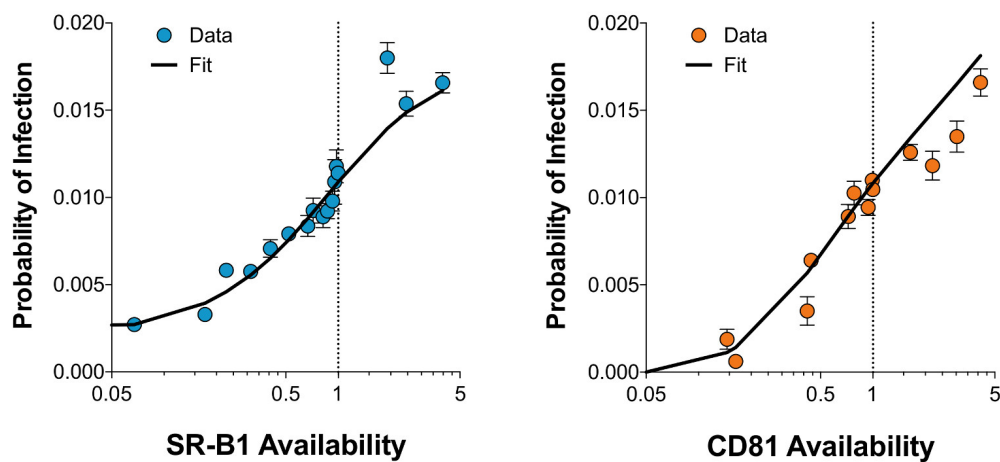 Probability of Infection
0.020
0.015
0.010
0.005
0.000
Data
Fit
0.05
0.5
1
5
SR-B1 Availability
Probability of Infection
0.020
0.015
0.010
0.005
0.000
Data
Fit
0.05
0.5
1
5
CD81 Availability